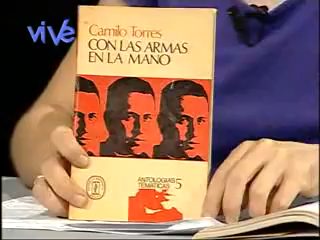 vive
Camilo Torres
CON LAS ARMAS
EN LA MANO
ANTOLOGIAS
TEMATICAS 5